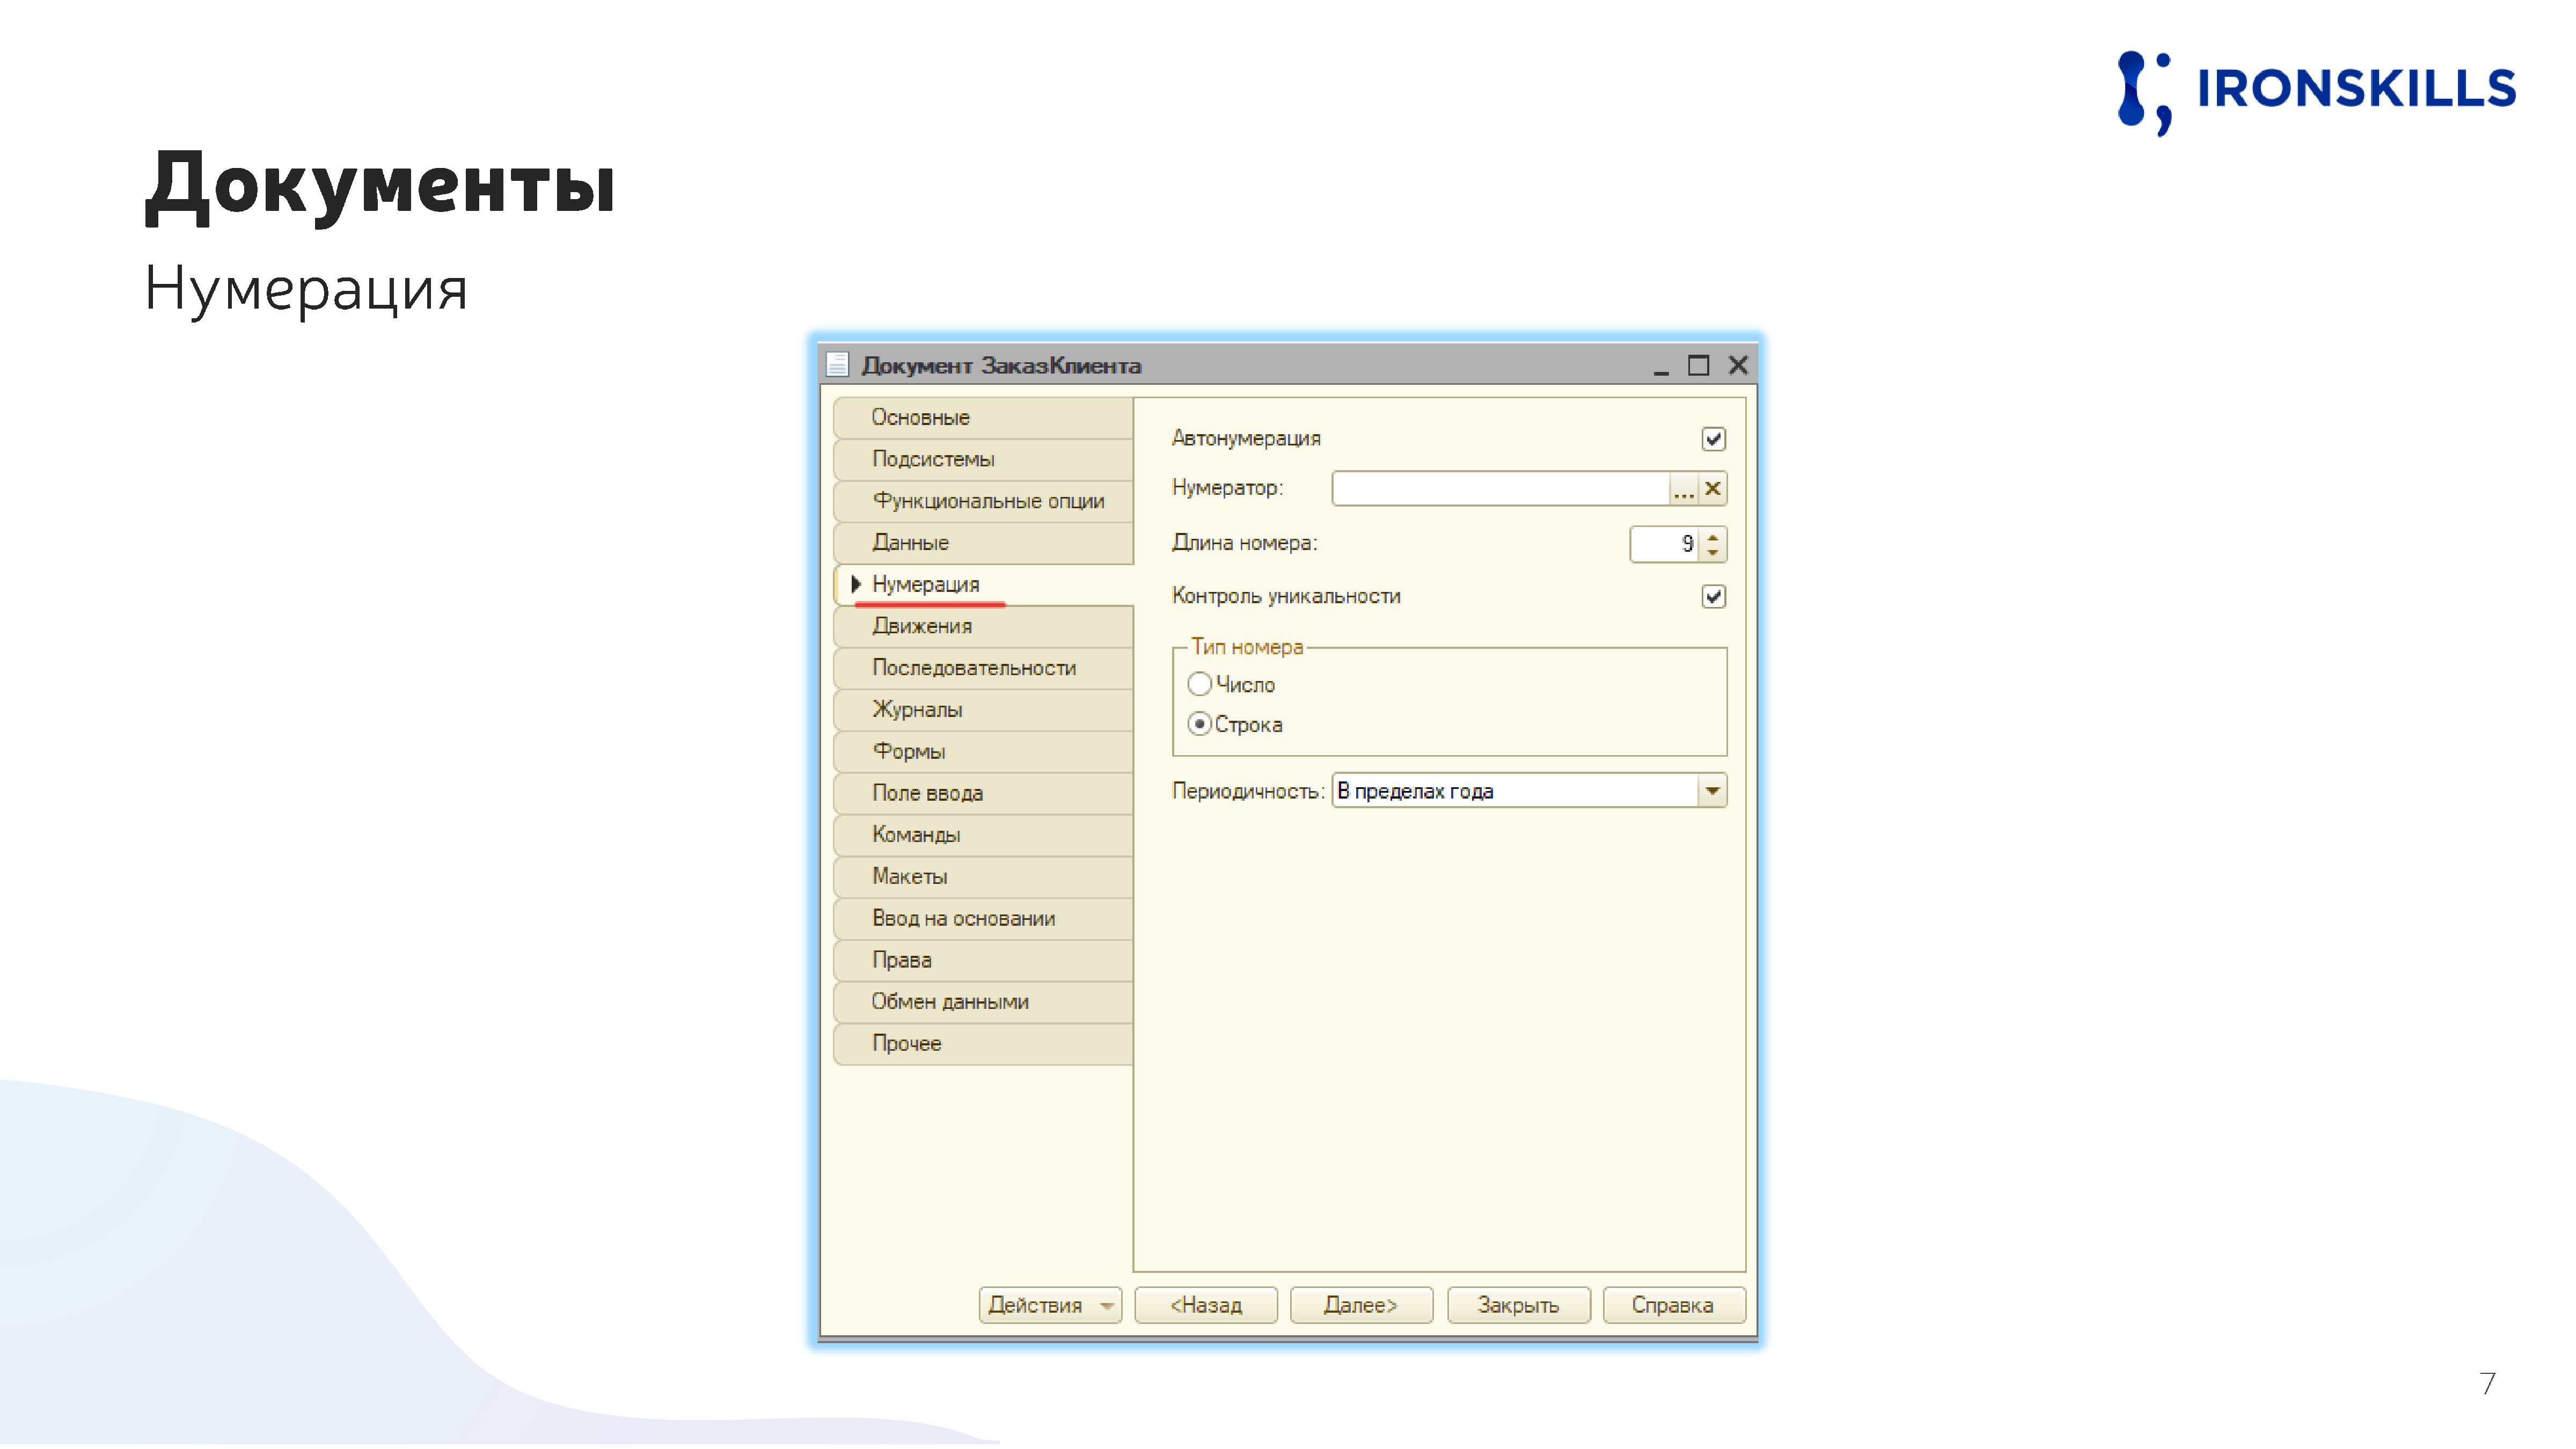 IRONSKILLS
Документы
Нумерация
Документ ЗаказКлиента
Основные
Подсистемы
Функциональные опции
Данные
Нумерация
Движения
Последовательности
Журналы
Формы
Поле ввода
Команды
Макеты
Ввод на основании
Права
Обмен данными
Прочее
Автонумерация
Нумератор:
...
Длина номера: 9
Контроль уникальности
Тип номера
Число
Строка
Периодичность: В пределах года
Действия <Назад Далее> Закрыть Справка
7